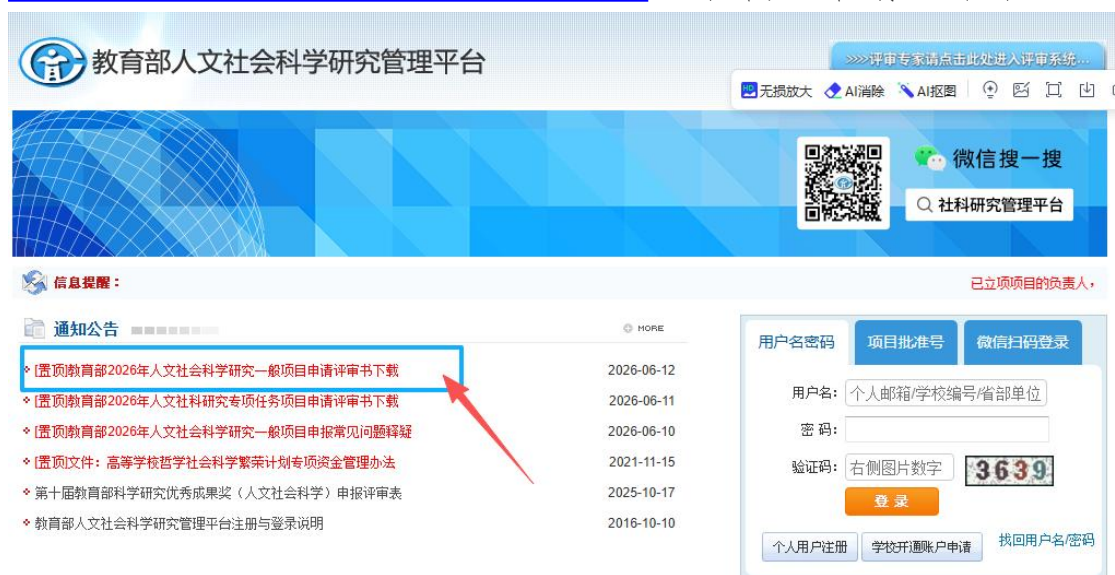 教育部人文社会科学研究管理平台
>>>>评审专家请点击此处进入评审系统...
HD 无损放大 AI消除 AI抠图
微信搜一搜
社科研究管理平台
信息提醒：
已立项项目的负责人，
通知公告
MORE
[置顶]教育部2026年人文社会科学研究一般项目申请评审书下载 2026-06-12
[置顶]教育部2026年人文社科研究专项任务项目申请评审书下载 2026-06-11
[置顶]教育部2026年人文社会科学研究一般项目申报常见问题释疑 2026-06-10
[置顶]文件：高等学校哲学社会科学繁荣计划专项资金管理办法 2021-11-15
第十届教育部科学研究优秀成果奖（人文社会科学）申报评审表 2025-10-17
教育部人文社会科学研究管理平台注册与登录说明 2016-10-10
用户名密码 项目批准号 微信扫码登录
用户名: 个人邮箱/学校编号/省部单位
密 码:
验证码: 右侧图片数字 3639
登 录
个人用户注册 学校开通账户申请 找回用户名/密码